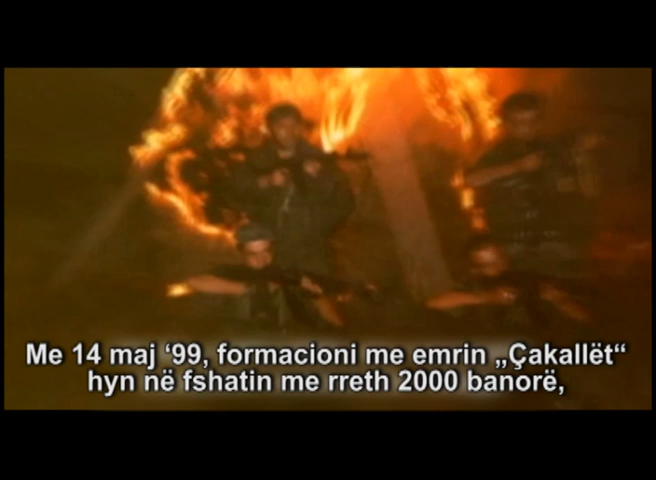 Me 14 maj ‘99, formacioni me emrin „Çakallët“
hyn në fshatin me rreth 2000 banorë,